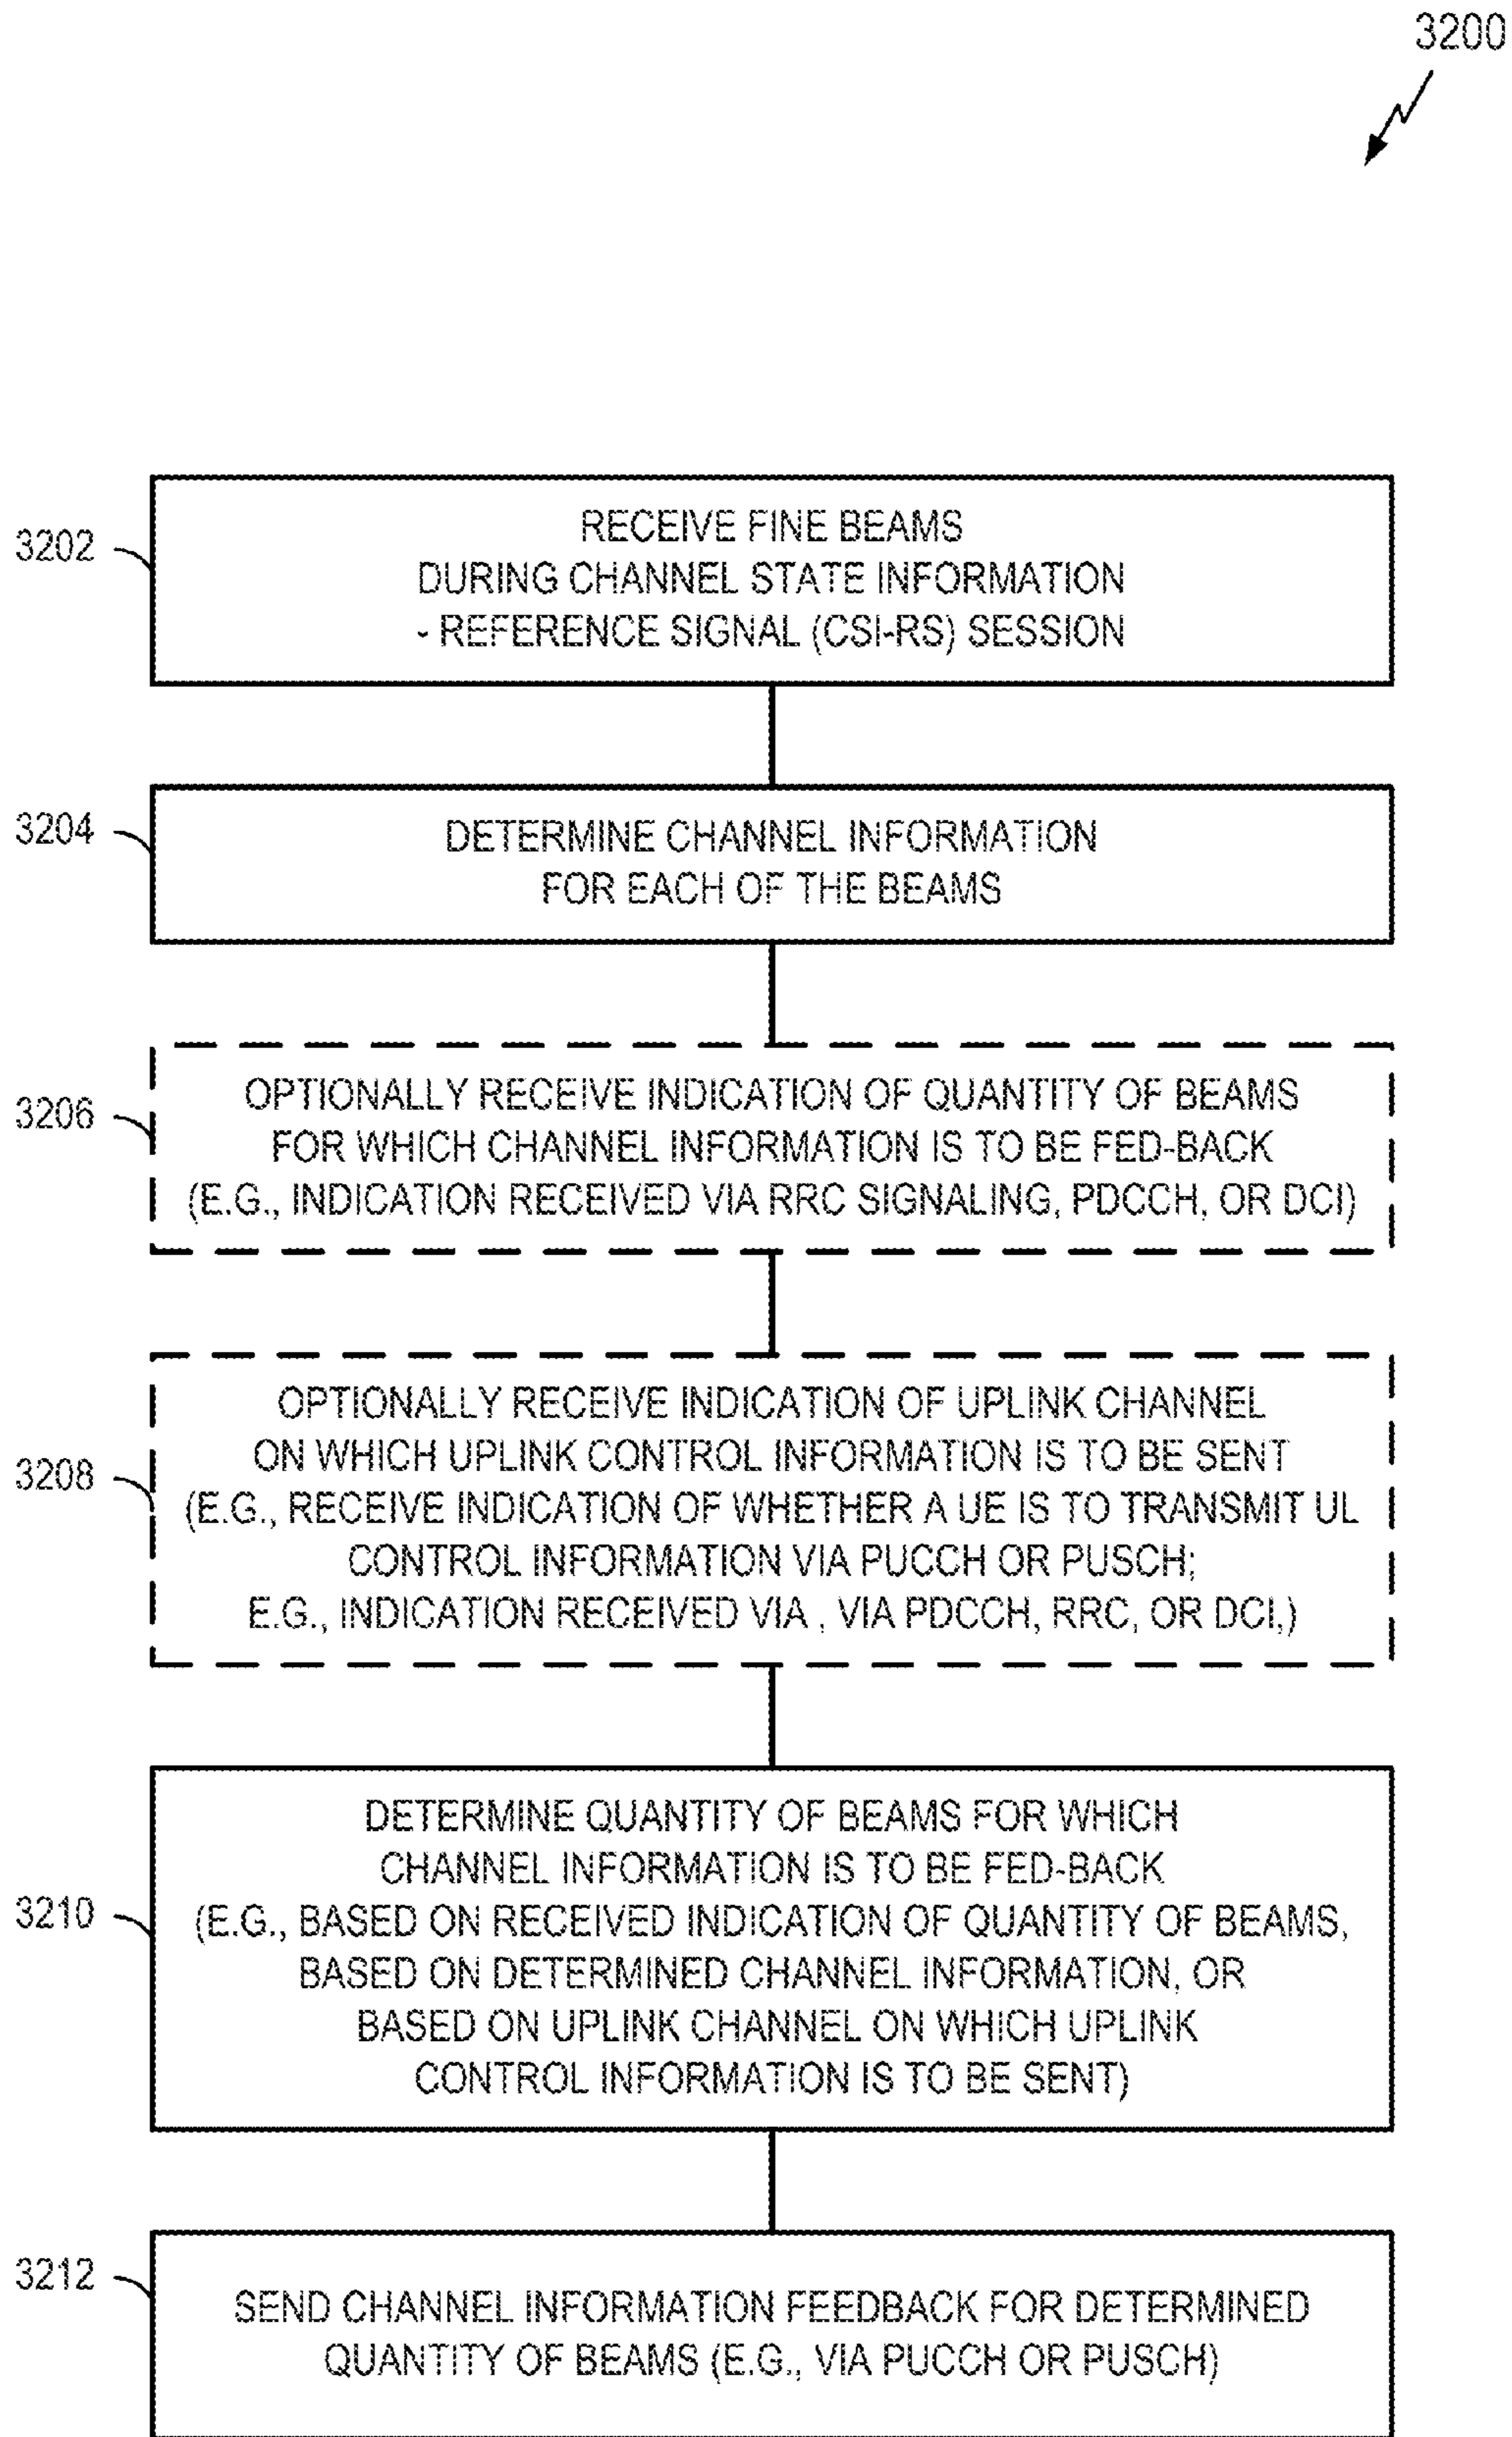 3200
3202
RECEIVE FINE BEAMS
DURING CHANNEL STATE INFORMATION
- REFERENCE SIGNAL (CSI-RS) SESSION
3204
DETERMINE CHANNEL INFORMATION
FOR EACH OF THE BEAMS
3206
OPTIONALLY RECEIVE INDICATION OF QUANTITY OF BEAMS
FOR WHICH CHANNEL INFORMATION IS TO BE FED-BACK
(E.G., INDICATION RECEIVED VIA RRC SIGNALING, PDCCH, OR DCI)
3208
OPTIONALLY RECEIVE INDICATION OF UPLINK CHANNEL
ON WHICH UPLINK CONTROL INFORMATION IS TO BE SENT
(E.G., RECEIVE INDICATION OF WHETHER A UE IS TO TRANSMIT UL
CONTROL INFORMATION VIA PUCCH OR PUSCH;
E.G., INDICATION RECEIVED VIA , VIA PDCCH, RRC, OR DCI,)
3210
DETERMINE QUANTITY OF BEAMS FOR WHICH
CHANNEL INFORMATION IS TO BE FED-BACK
(E.G., BASED ON RECEIVED INDICATION OF QUANTITY OF BEAMS,
BASED ON DETERMINED CHANNEL INFORMATION, OR
BASED ON UPLINK CHANNEL ON WHICH UPLINK
CONTROL INFORMATION IS TO BE SENT)
3212
SEND CHANNEL INFORMATION FEEDBACK FOR DETERMINED
QUANTITY OF BEAMS (E.G., VIA PUCCH OR PUSCH)